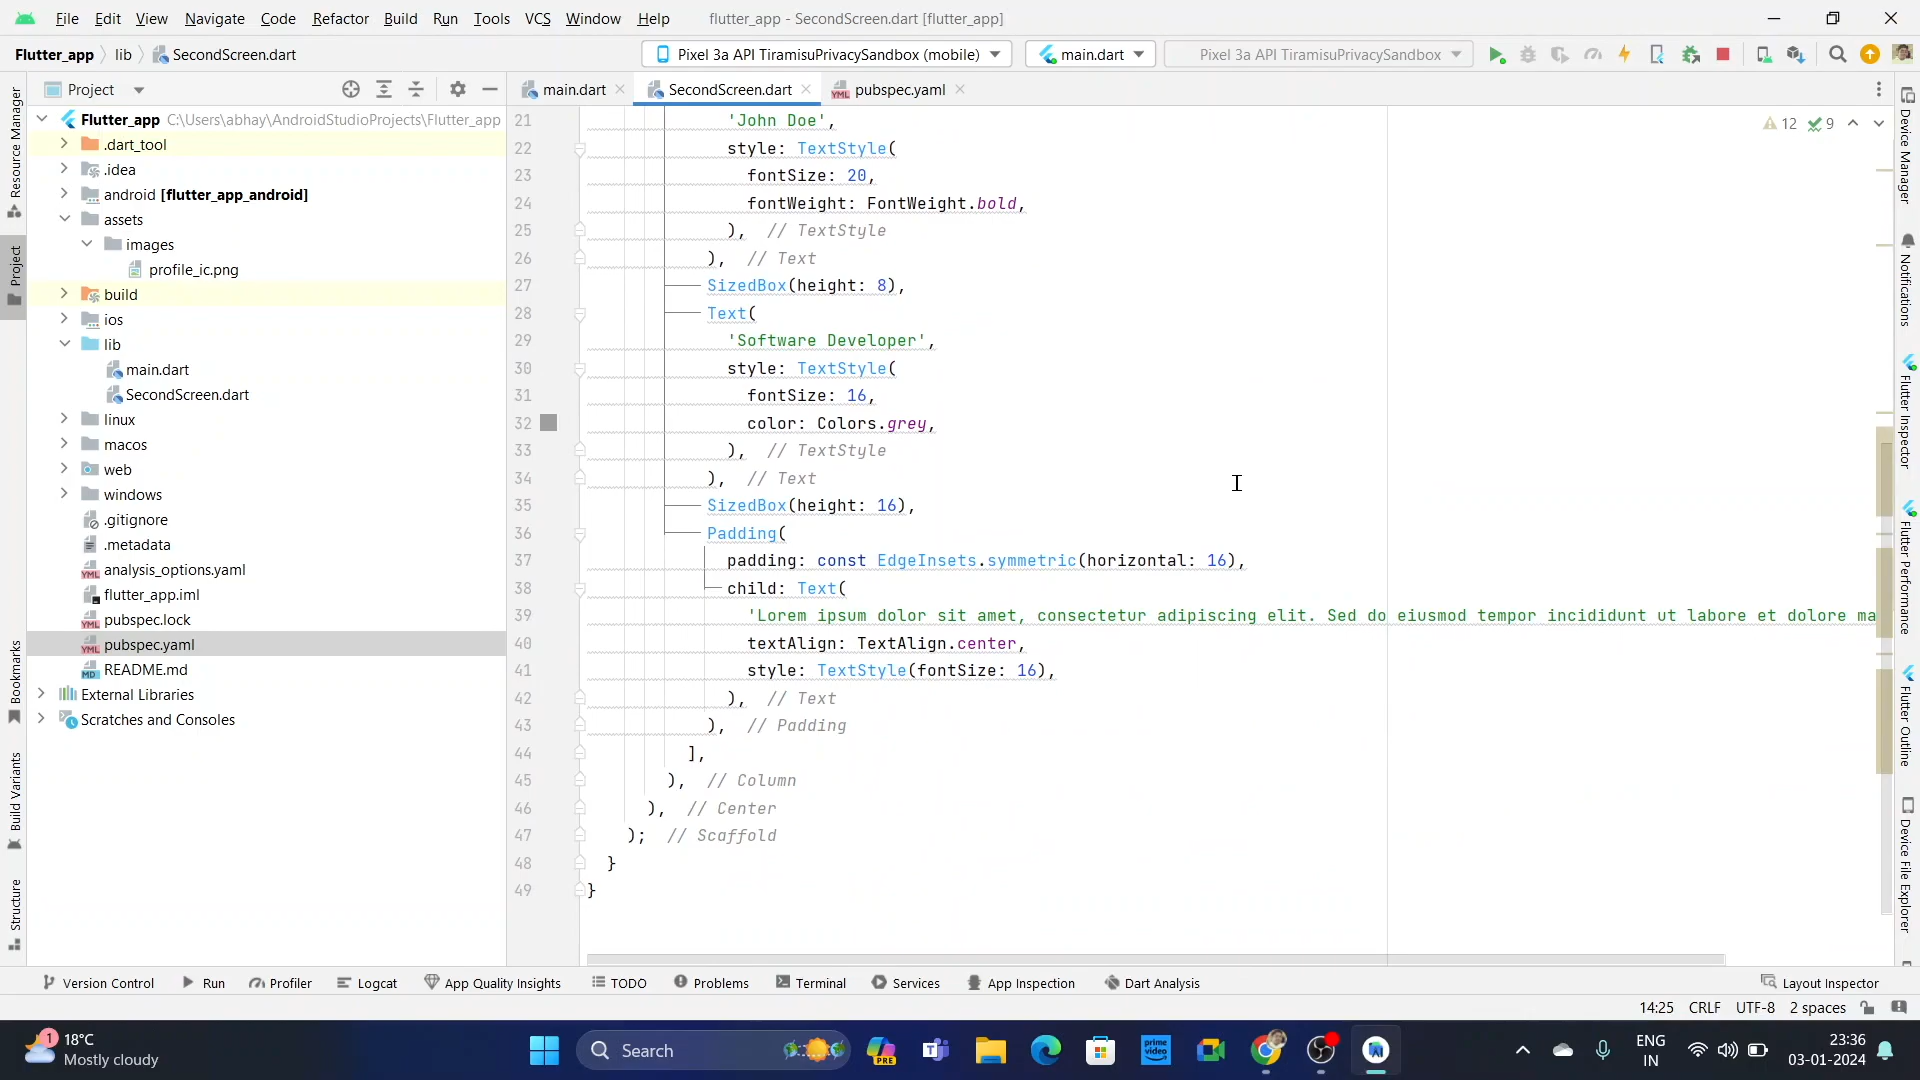 File Edit View Navigate Code Refactor Build Run Tools VCS Window Help flutter_app - SecondScreen.dart [flutter_app]
Flutter_app lib SecondScreen.dart Pixel 3a API TiramisuPrivacySandbox (mobile) main.dart Pixel 3a API TiramisuPrivacySandbox
Project
main.dart SecondScreen.dart pubspec.yaml
Resource Manager
Project
Bookmarks
Build Variants
Structure
Flutter_app C:\Users\abhay\AndroidStudioProjects\Flutter_app
.dart_tool
.idea
android [flutter_app_android]
assets
images
profile_ic.png
build
ios
lib
main.dart
SecondScreen.dart
linux
macos
web
windows
.gitignore
.metadata
analysis_options.yaml
flutter_app.iml
pubspec.lock
pubspec.yaml
README.md
External Libraries
Scratches and Consoles
12 9
21 'John Doe',
22 style: TextStyle(
23 fontSize: 20,
24 fontWeight: FontWeight.bold,
25 ), // TextStyle
26 ), // Text
27 SizedBox(height: 8),
28 Text(
29 'Software Developer',
30 style: TextStyle(
31 fontSize: 16,
32 color: Colors.grey,
33 ), // TextStyle
34 ), // Text
35 SizedBox(height: 16),
36 Padding(
37 padding: const EdgeInsets.symmetric(horizontal: 16),
38 child: Text(
39 'Lorem ipsum dolor sit amet, consectetur adipiscing elit. Sed do eiusmod tempor incididunt ut labore et dolore ma
40 textAlign: TextAlign.center,
41 style: TextStyle(fontSize: 16),
42 ), // Text
43 ), // Padding
44 ],
45 ), // Column
46 ), // Center
47 ); // Scaffold
48 }
49 }
Device Manager
Notifications
Flutter Inspector
Flutter Performance
Flutter Outline
Device File Explorer
Version Control Run Profiler Logcat App Quality Insights TODO Problems Terminal Services App Inspection Dart Analysis Layout Inspector
14:25 CRLF UTF-8 2 spaces
1 18°C
Mostly cloudy
Search
PRE
prime video
ENG
IN
23:36
03-01-2024